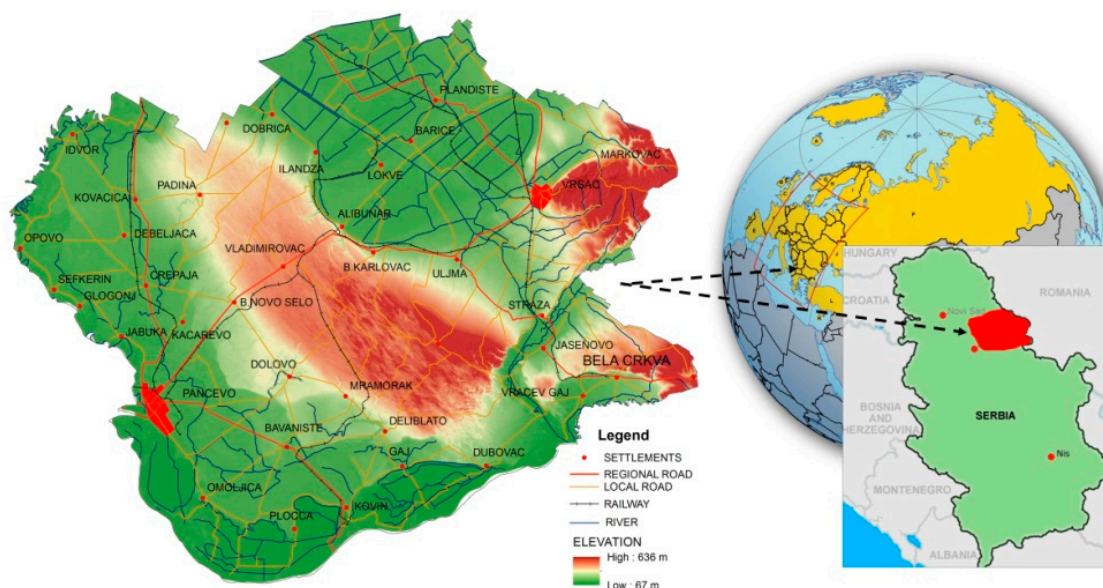 PLANDISTE
DOBRICA
BARICE
IDVOR
MARKOVAC
ILANDZA
LOKVE
PADINA
VRSAC
KOVACICA
ALIBUNAR
DEBELJACA
OPOVO
VLADIMIROVAC
B.KARLOVAC
ULJMA
SEFKERIN
CREPAJA
GLOGONJ
B.NOVO SELO
STRAZA
JABUKA
KACAREVO
JASENOVO
BELA CRKVA
DOLOVO
MRAMORAK
PANCEVO
VRACEV GAJ
DELIBLATO
BAVANISTE
GAJ
DUBOVAC
OMOLJICA
KOVIN
PLOCCA
Legend
SETTLEMENTS
REGIONAL ROAD
LOCAL ROAD
RAILWAY
RIVER
ELEVATION
High : 636 m
Low : 67 m
HUNGARY
CROATIA
ROMANIA
Novi Sad
BOSNIA
AND
HERZEGOVINA
SERBIA
Nis
MONTENEGRO
ALBANIA